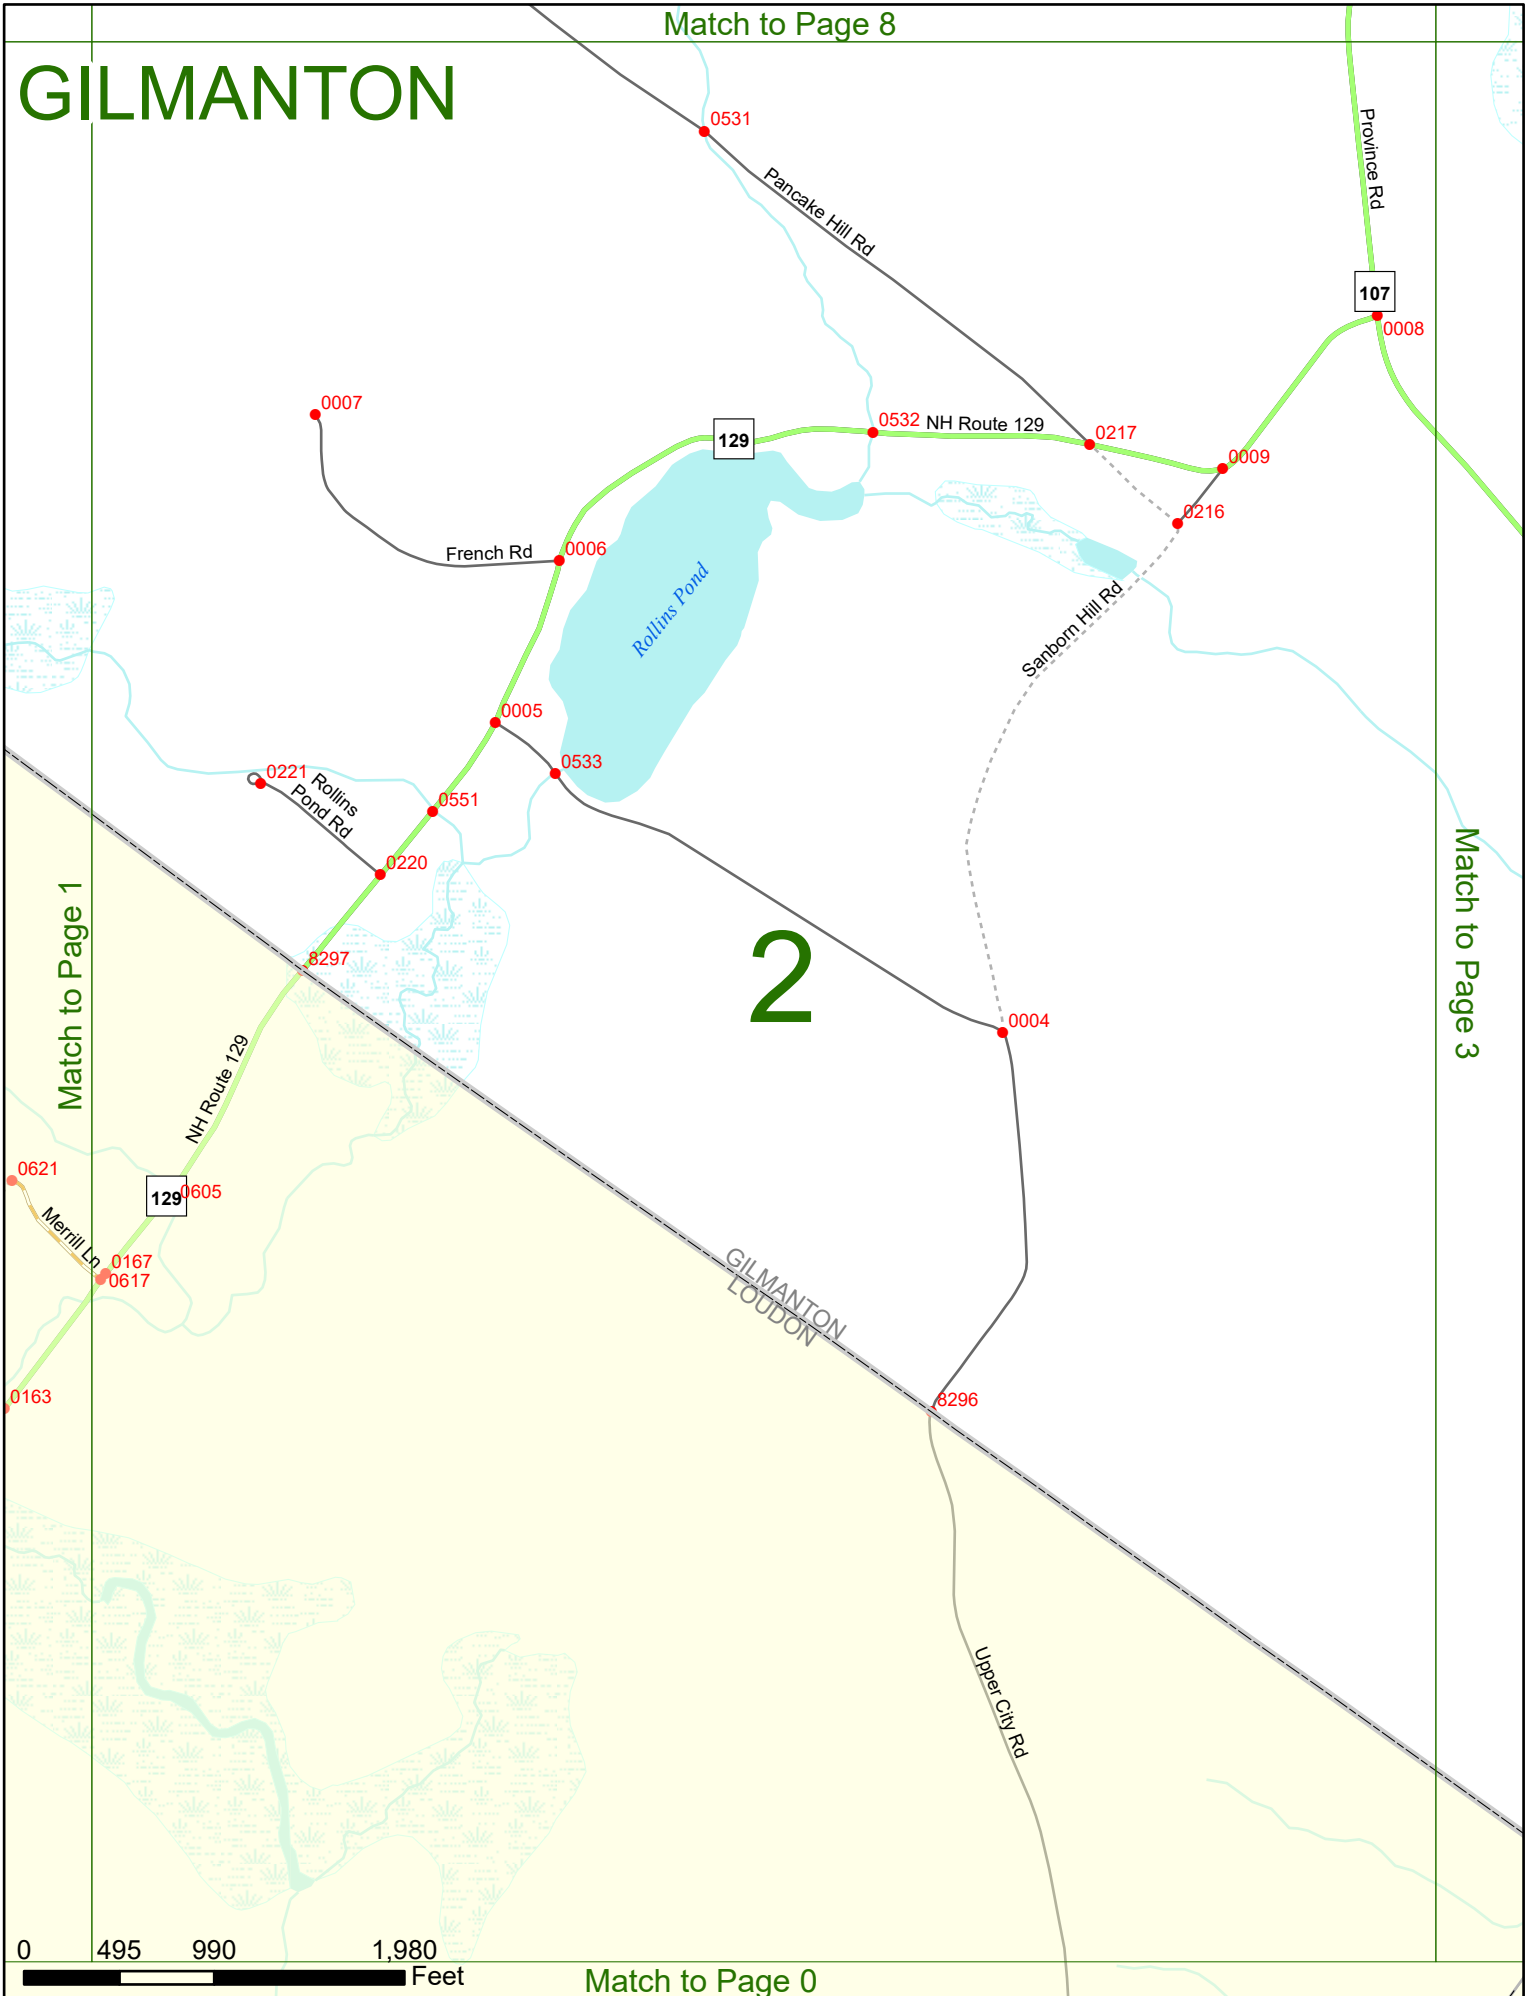 Match to Page 8
GILMANTON
0531
Province Rd
Pancake Hill Rd
107
0008
0007
0532
NH Route 129
129
0217
0009
0216
French Rd
0006
Rollins Pond
Sanborn Hill Rd
0005
0533
0221
Rollins
Pond Rd
0551
0220
Match to Page 1
Match to Page 3
2
8297
0004
NH Route 129
0621
129
0605
Merrill Ln
0167
0617
GILMANTON
LOUDON
0163
8296
Upper City Rd
0 495 990 1,980
Feet
Match to Page 0